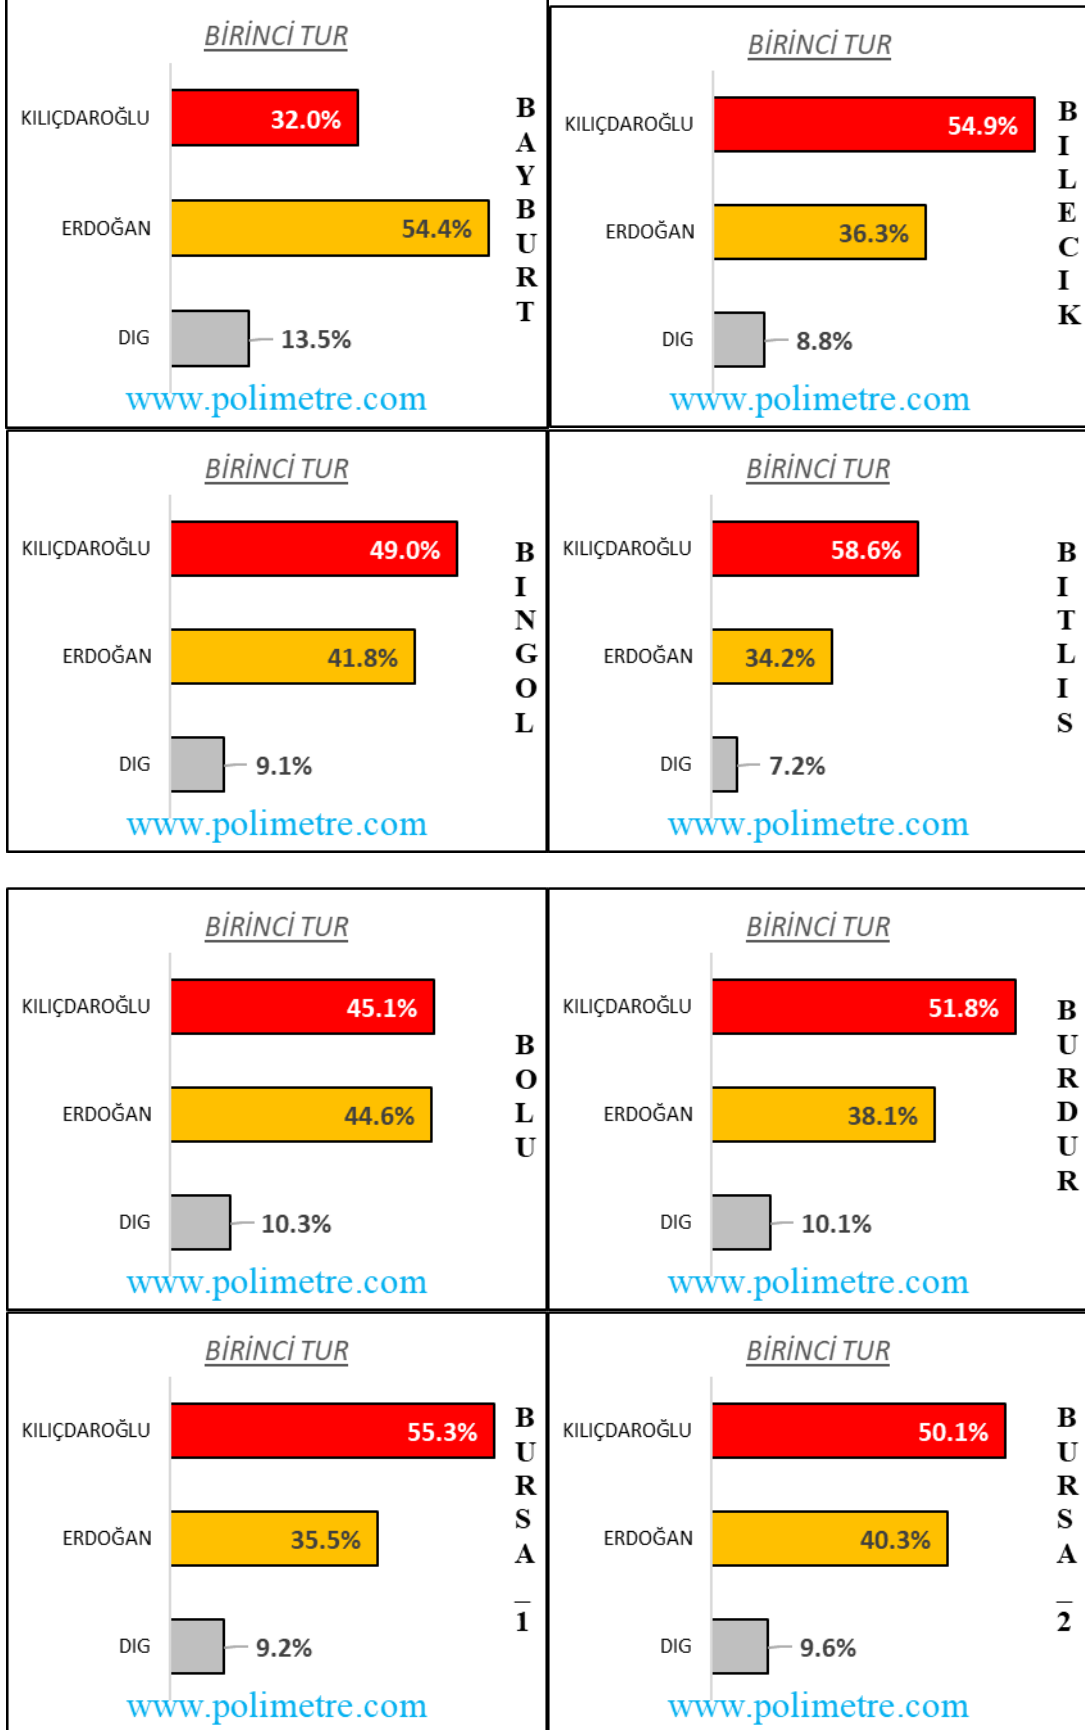 BİRİNCİ TUR
KILIÇDAROĞLU 32.0%
ERDOĞAN 54.4%
DIG 13.5%
BAYBURT
www.polimetre.com
BİRİNCİ TUR
KILIÇDAROĞLU 54.9%
ERDOĞAN 36.3%
DIG 8.8%
BILECIK
www.polimetre.com
BİRİNCİ TUR
KILIÇDAROĞLU 49.0%
ERDOĞAN 41.8%
DIG 9.1%
BINGOL
www.polimetre.com
BİRİNCİ TUR
KILIÇDAROĞLU 58.6%
ERDOĞAN 34.2%
DIG 7.2%
BITLIS
www.polimetre.com
BİRİNCİ TUR
KILIÇDAROĞLU 45.1%
ERDOĞAN 44.6%
DIG 10.3%
BOLU
www.polimetre.com
BİRİNCİ TUR
KILIÇDAROĞLU 51.8%
ERDOĞAN 38.1%
DIG 10.1%
BURDUR
www.polimetre.com
BİRİNCİ TUR
KILIÇDAROĞLU 55.3%
ERDOĞAN 35.5%
DIG 9.2%
BURSA_1
www.polimetre.com
BİRİNCİ TUR
KILIÇDAROĞLU 50.1%
ERDOĞAN 40.3%
DIG 9.6%
BURSA_2
www.polimetre.com